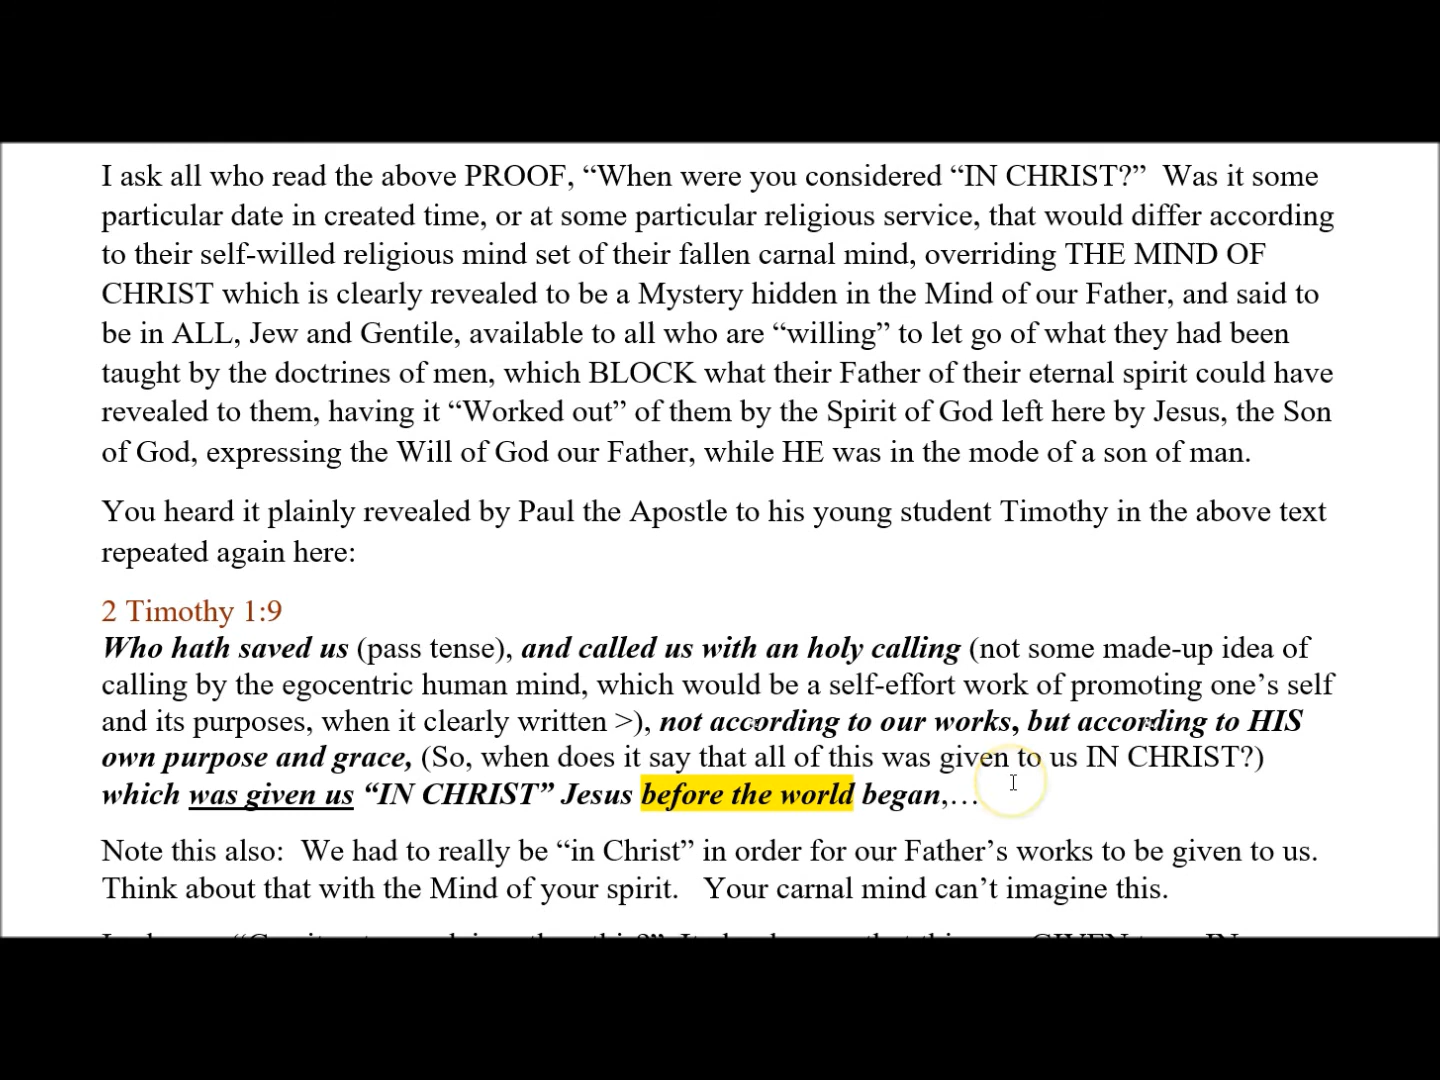 I ask all who read the above PROOF, “When were you considered “IN CHRIST?”  Was it some
particular date in created time, or at some particular religious service, that would differ according
to their self-willed religious mind set of their fallen carnal mind, overriding THE MIND OF
CHRIST which is clearly revealed to be a Mystery hidden in the Mind of our Father, and said to
be in ALL, Jew and Gentile, available to all who are “willing” to let go of what they had been
taught by the doctrines of men, which BLOCK what their Father of their eternal spirit could have
revealed to them, having it “Worked out” of them by the Spirit of God left here by Jesus, the Son
of God, expressing the Will of God our Father, while HE was in the mode of a son of man.
You heard it plainly revealed by Paul the Apostle to his young student Timothy in the above text
repeated again here:
2 Timothy 1:9
Who hath saved us (pass tense), and called us with an holy calling (not some made-up idea of
calling by the egocentric human mind, which would be a self-effort work of promoting one’s self
and its purposes, when it clearly written >), not according to our works, but according to HIS
own purpose and grace, (So, when does it say that all of this was given to us IN CHRIST?)
which was given us “IN CHRIST” Jesus before the world began,…
Note this also:  We had to really be “in Christ” in order for our Father’s works to be given to us.
Think about that with the Mind of your spirit.   Your carnal mind can’t imagine this.